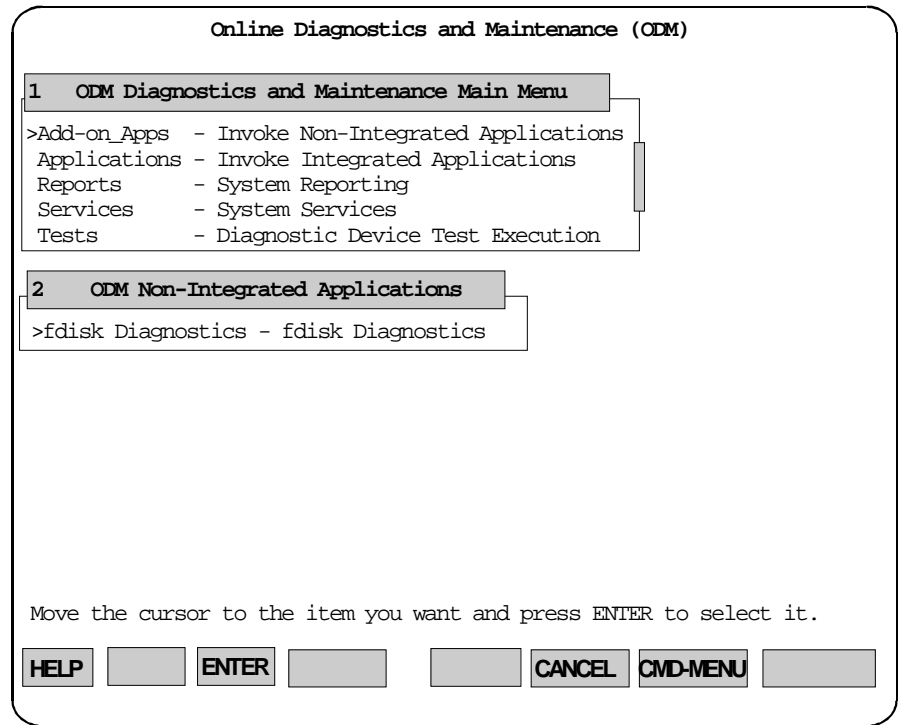 Online Diagnostics and Maintenance (ODM)
1 ODM Diagnostics and Maintenance Main Menu
>Add-on_Apps - Invoke Non-Integrated Applications
Applications - Invoke Integrated Applications
Reports - System Reporting
Services - System Services
Tests - Diagnostic Device Test Execution
2 ODM Non-Integrated Applications
>fdisk Diagnostics - fdisk Diagnostics
Move the cursor to the item you want and press ENTER to select it.
HELP ENTER CANCEL CMD-MENU